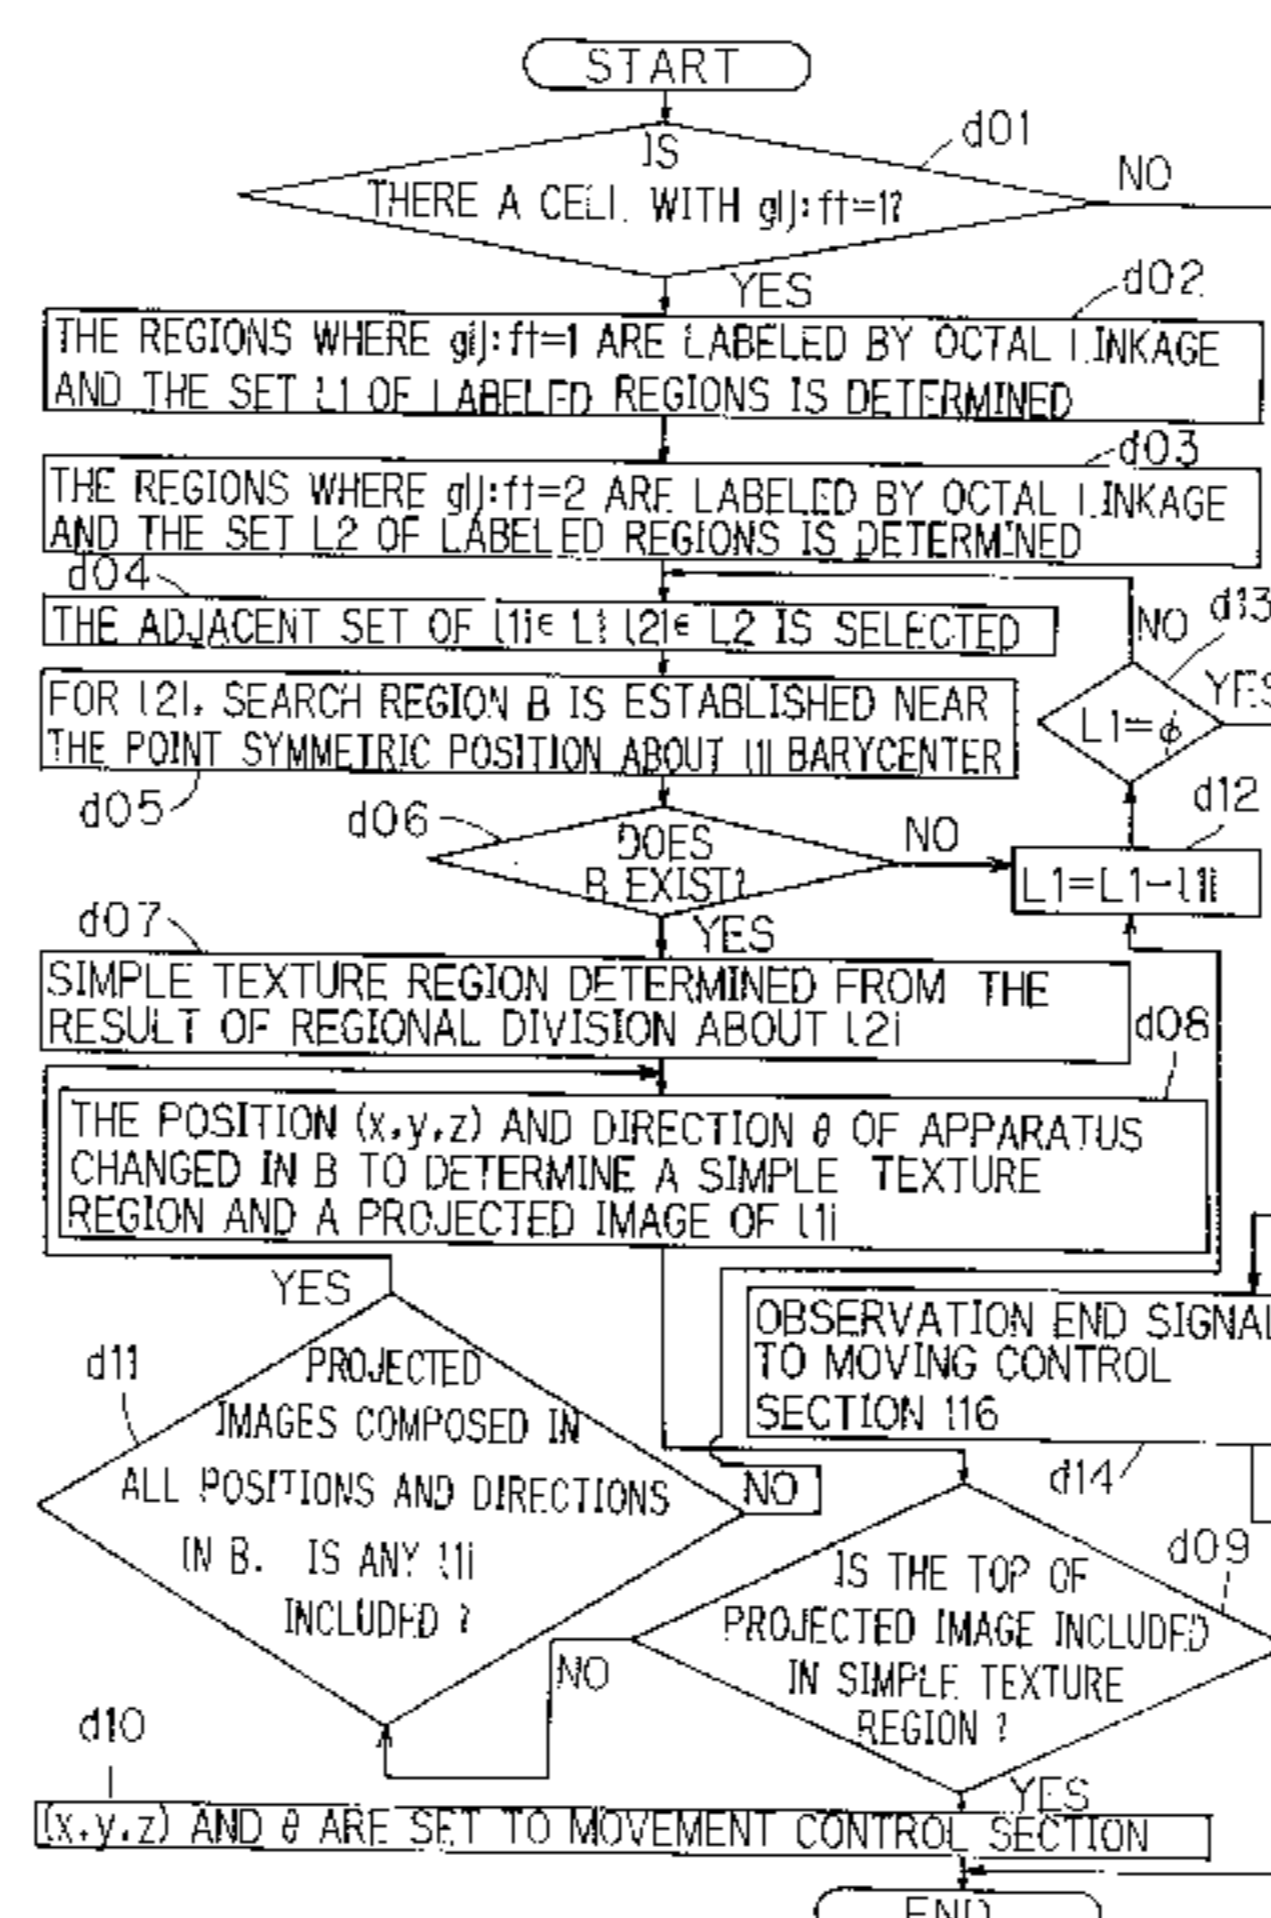 START
d01
IS
THERE A CELL WITH gij:ft=1?
NO
YES
d02
THE REGIONS WHERE gij:ft=1 ARE LABELED BY OCTAL LINKAGE
AND THE SET L1 OF LABELED REGIONS IS DETERMINED
d03
THE REGIONS WHERE gij:ft=2 ARE LABELED BY OCTAL LINKAGE
AND THE SET L2 OF LABELED REGIONS IS DETERMINED
d04
THE ADJACENT SET OF l1i∈ L1 l2i∈ L2 IS SELECTED
NO
d13
YES
L1=φ
FOR l2i, SEARCH REGION B IS ESTABLISHED NEAR
THE POINT SYMMETRIC POSITION ABOUT l1i BARYCENTER
d05
d06
DOES
B EXIST?
NO
d12
L1=L1-l1i
YES
d07
SIMPLE TEXTURE REGION DETERMINED FROM THE
RESULT OF REGIONAL DIVISION ABOUT l2i
d08
THE POSITION (x,y,z) AND DIRECTION θ OF APPARATUS
CHANGED IN B TO DETERMINE A SIMPLE TEXTURE
REGION AND A PROJECTED IMAGE OF l1i
YES
d11
PROJECTED
IMAGES COMPOSED IN
ALL POSITIONS AND DIRECTIONS
IN B. IS ANY l1i
INCLUDED ?
NO
OBSERVATION END SIGNAL
TO MOVING CONTROL
SECTION 116
d14
d09
IS THE TOP OF
PROJECTED IMAGE INCLUDED
IN SIMPLE TEXTURE
REGION ?
NO
YES
d10
(x,y,z) AND θ ARE SET TO MOVEMENT CONTROL SECTION
END